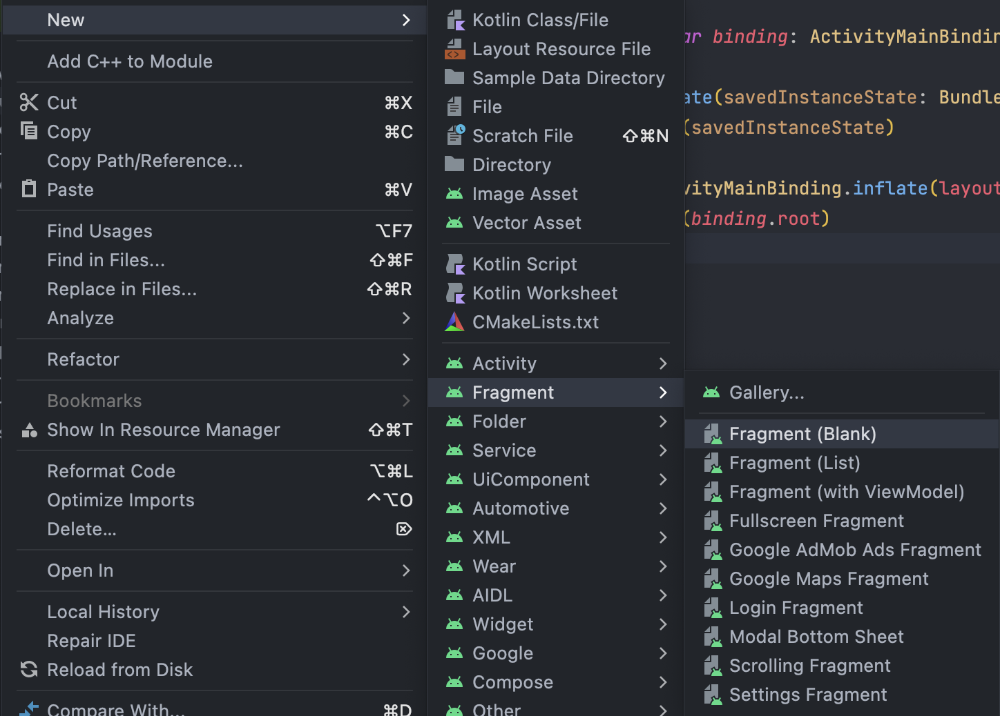 New
Add C++ to Module
Cut ⌘X
Copy ⌘C
Copy Path/Reference...
Paste ⌘V
Find Usages ⌥F7
Find in Files... ⇧⌘F
Replace in Files... ⇧⌘R
Analyze
Refactor
Bookmarks
Show In Resource Manager ⇧⌘T
Reformat Code ⌥⌘L
Optimize Imports ^⌥O
Delete...
Open In
Local History
Repair IDE
Reload from Disk
Compare With... ⌘D
Kotlin Class/File
Layout Resource File
Sample Data Directory
File
Scratch File ⇧⌘N
Directory
Image Asset
Vector Asset
Kotlin Script
Kotlin Worksheet
CMakeLists.txt
Activity
Fragment
Folder
Service
UiComponent
Automotive
XML
Wear
AIDL
Widget
Google
Compose
Other
ar binding: ActivityMainBindin
ate(savedInstanceState: Bundle
(savedInstanceState)
vityMainBinding.inflate(layout
(binding.root)
Gallery...
Fragment (Blank)
Fragment (List)
Fragment (with ViewModel)
Fullscreen Fragment
Google AdMob Ads Fragment
Google Maps Fragment
Login Fragment
Modal Bottom Sheet
Scrolling Fragment
Settings Fragment